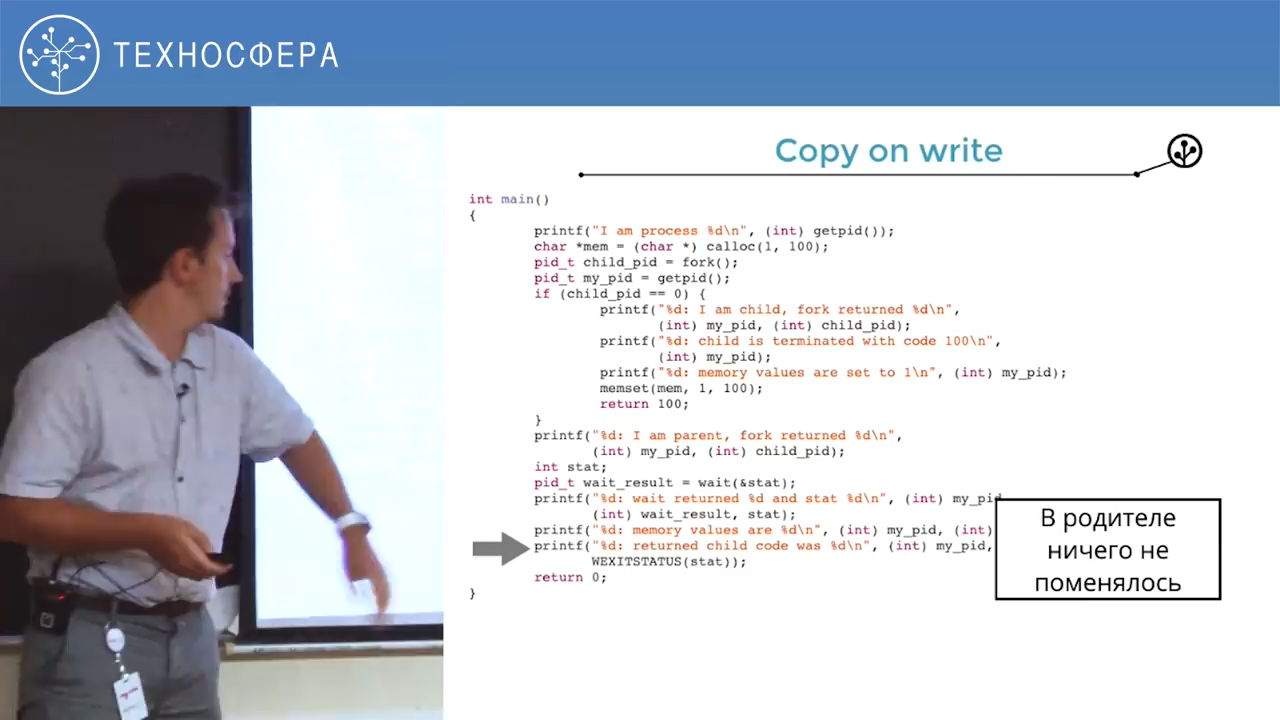 ТЕХНОСФЕРА
Copy on write
int main()
{
printf("I am process %d\n", (int) getpid());
char *mem = (char *) calloc(1, 100);
pid_t child_pid = fork();
pid_t my_pid = getpid();
if (child_pid == 0) {
printf("%d: I am child, fork returned %d\n",
(int) my_pid, (int) child_pid);
printf("%d: child is terminated with code 100\n",
(int) my_pid);
printf("%d: memory values are set to 1\n", (int) my_pid);
memset(mem, 1, 100);
return 100;
}
printf("%d: I am parent, fork returned %d\n",
(int) my_pid, (int) child_pid);
int stat;
pid_t wait_result = wait(&stat);
printf("%d: wait returned %d and stat %d\n", (int) my_pid
(int) wait_result, stat);
printf("%d: memory values are %d\n", (int) my_pid, (int)
printf("%d: returned child code was %d\n", (int) my_pid,
WEXITSTATUS(stat));
return 0;
}
В родителе
ничего не
поменялось